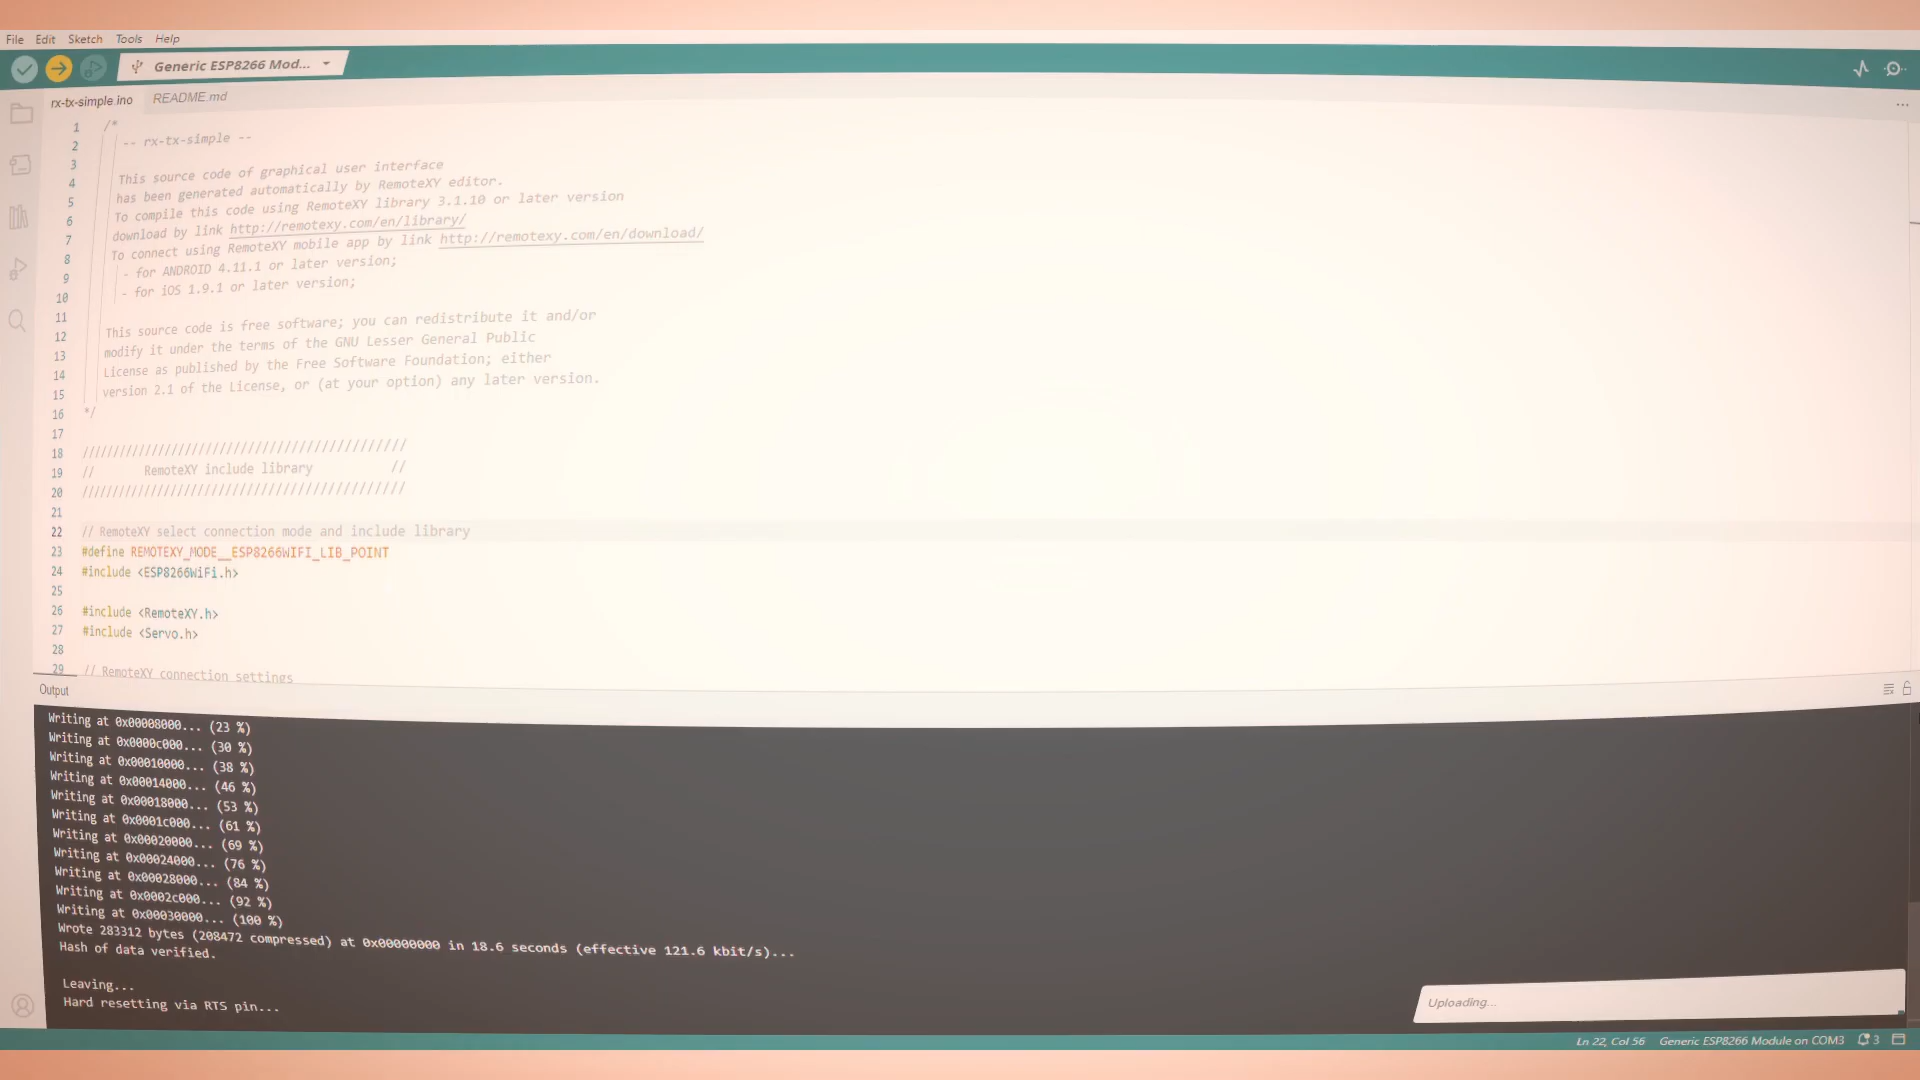 File Edit Sketch Tools Help
Generic ESP8266 Mod...
rx-tx-simple.ino README.md
1 /*
2 -- rx-tx-simple --
3
4 This source code of graphical user interface
5 has been generated automatically by RemoteXY editor.
6 To compile this code using RemoteXY library 3.1.10 or later version
7 download by link http://remotexy.com/en/library/
8 To connect using RemoteXY mobile app by link http://remotexy.com/en/download/
9 - for ANDROID 4.11.1 or later version;
10 - for iOS 1.9.1 or later version;
11
12 This source code is free software; you can redistribute it and/or
13 modify it under the terms of the GNU Lesser General Public
14 License as published by the Free Software Foundation; either
15 version 2.1 of the License, or (at your option) any later version.
16 */
17
18 //////////////////////////////////////////////
19 // RemoteXY include library //
20 //////////////////////////////////////////////
21
22 // RemoteXY select connection mode and include library
23 #define REMOTEXY_MODE__ESP8266WIFI_LIB_POINT
24 #include <ESP8266WiFi.h>
25
26 #include <RemoteXY.h>
27 #include <Servo.h>
28
29 // RemoteXY connection settings
Output
Writing at 0x00008000... (23 %)
Writing at 0x0000c000... (30 %)
Writing at 0x00010000... (38 %)
Writing at 0x00014000... (46 %)
Writing at 0x00018000... (53 %)
Writing at 0x0001c000... (61 %)
Writing at 0x00020000... (69 %)
Writing at 0x00024000... (76 %)
Writing at 0x00028000... (84 %)
Writing at 0x0002c000... (92 %)
Writing at 0x00030000... (100 %)
Wrote 283312 bytes (208472 compressed) at 0x00000000 in 18.6 seconds (effective 121.6 kbit/s)...
Hash of data verified.
Leaving...
Hard resetting via RTS pin...
Uploading...
Ln 22, Col 56 Generic ESP8266 Module on COM3 3